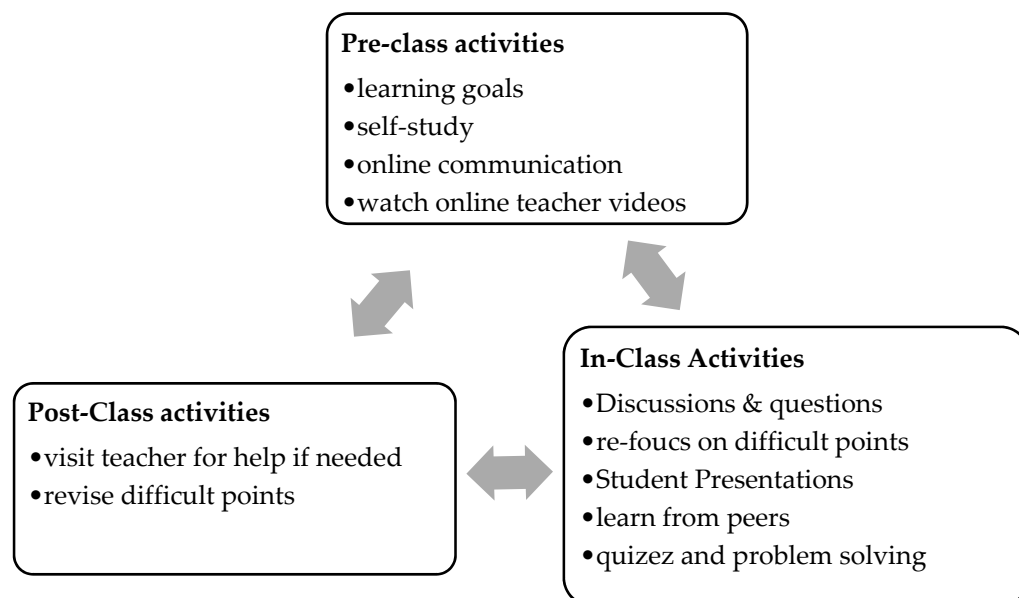 Pre-class activities
•learning goals
•self-study
•online communication
•watch online teacher videos
Post-Class activities
•visit teacher for help if needed
•revise difficult points
In-Class Activities
•Discussions & questions
•re-foucs on difficult points
•Student Presentations
•learn from peers
•quizez and problem solving